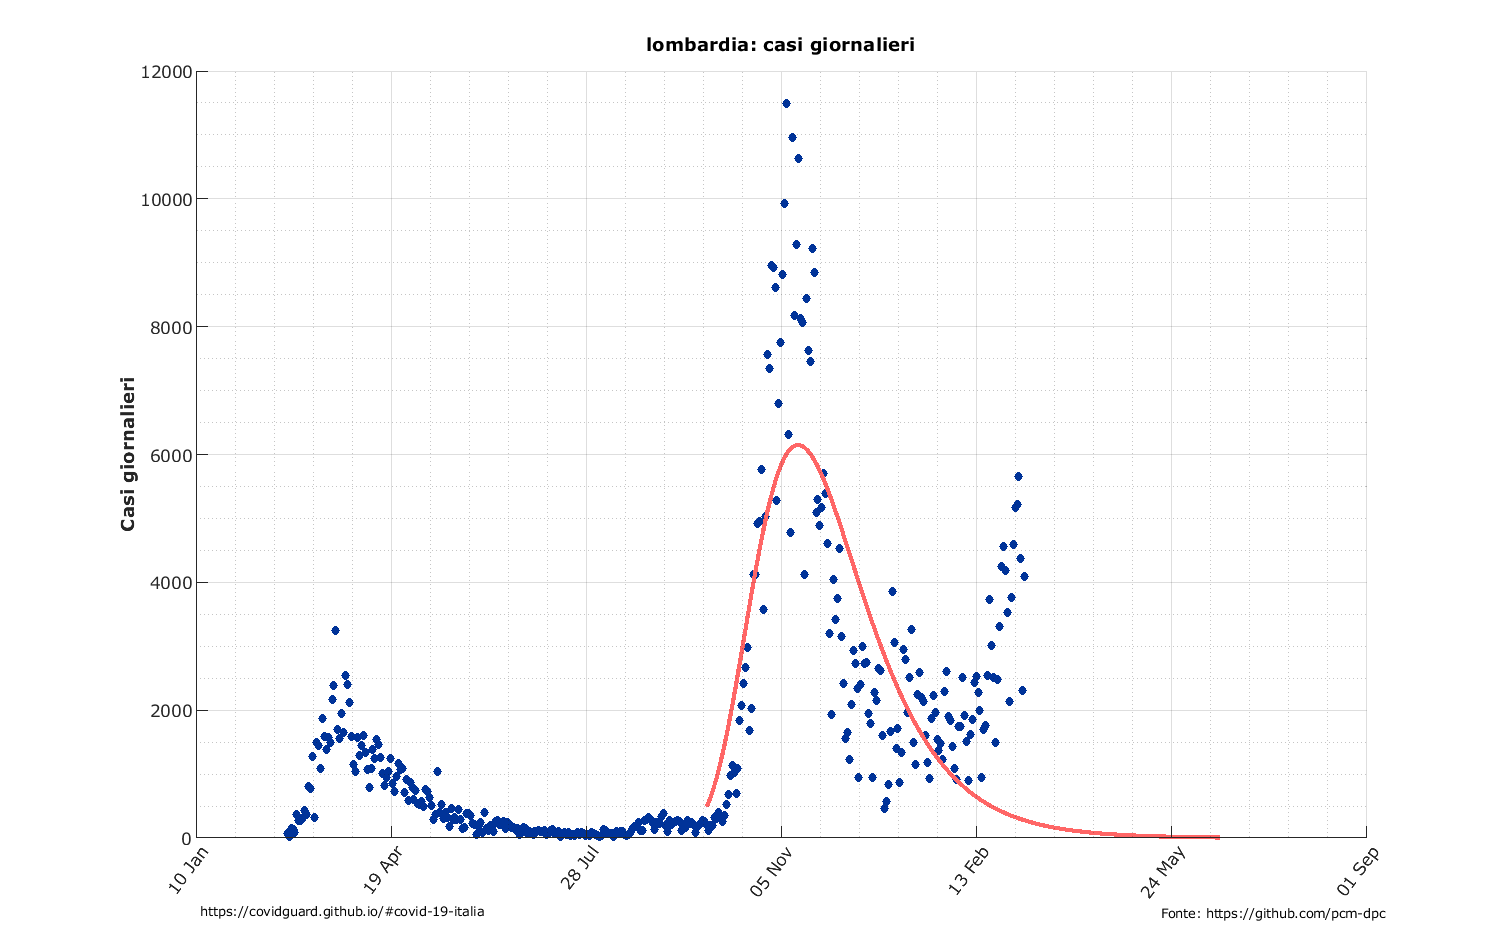 lombardia: casi giornalieri
12000
10000
8000
6000
4000
2000
0
Casi giornalieri
10 Jan
19 Apr
28 Jul
05 Nov
13 Feb
24 May
01 Sep
https://covidguard.github.io/#covid-19-italia
Fonte: https://github.com/pcm-dpc